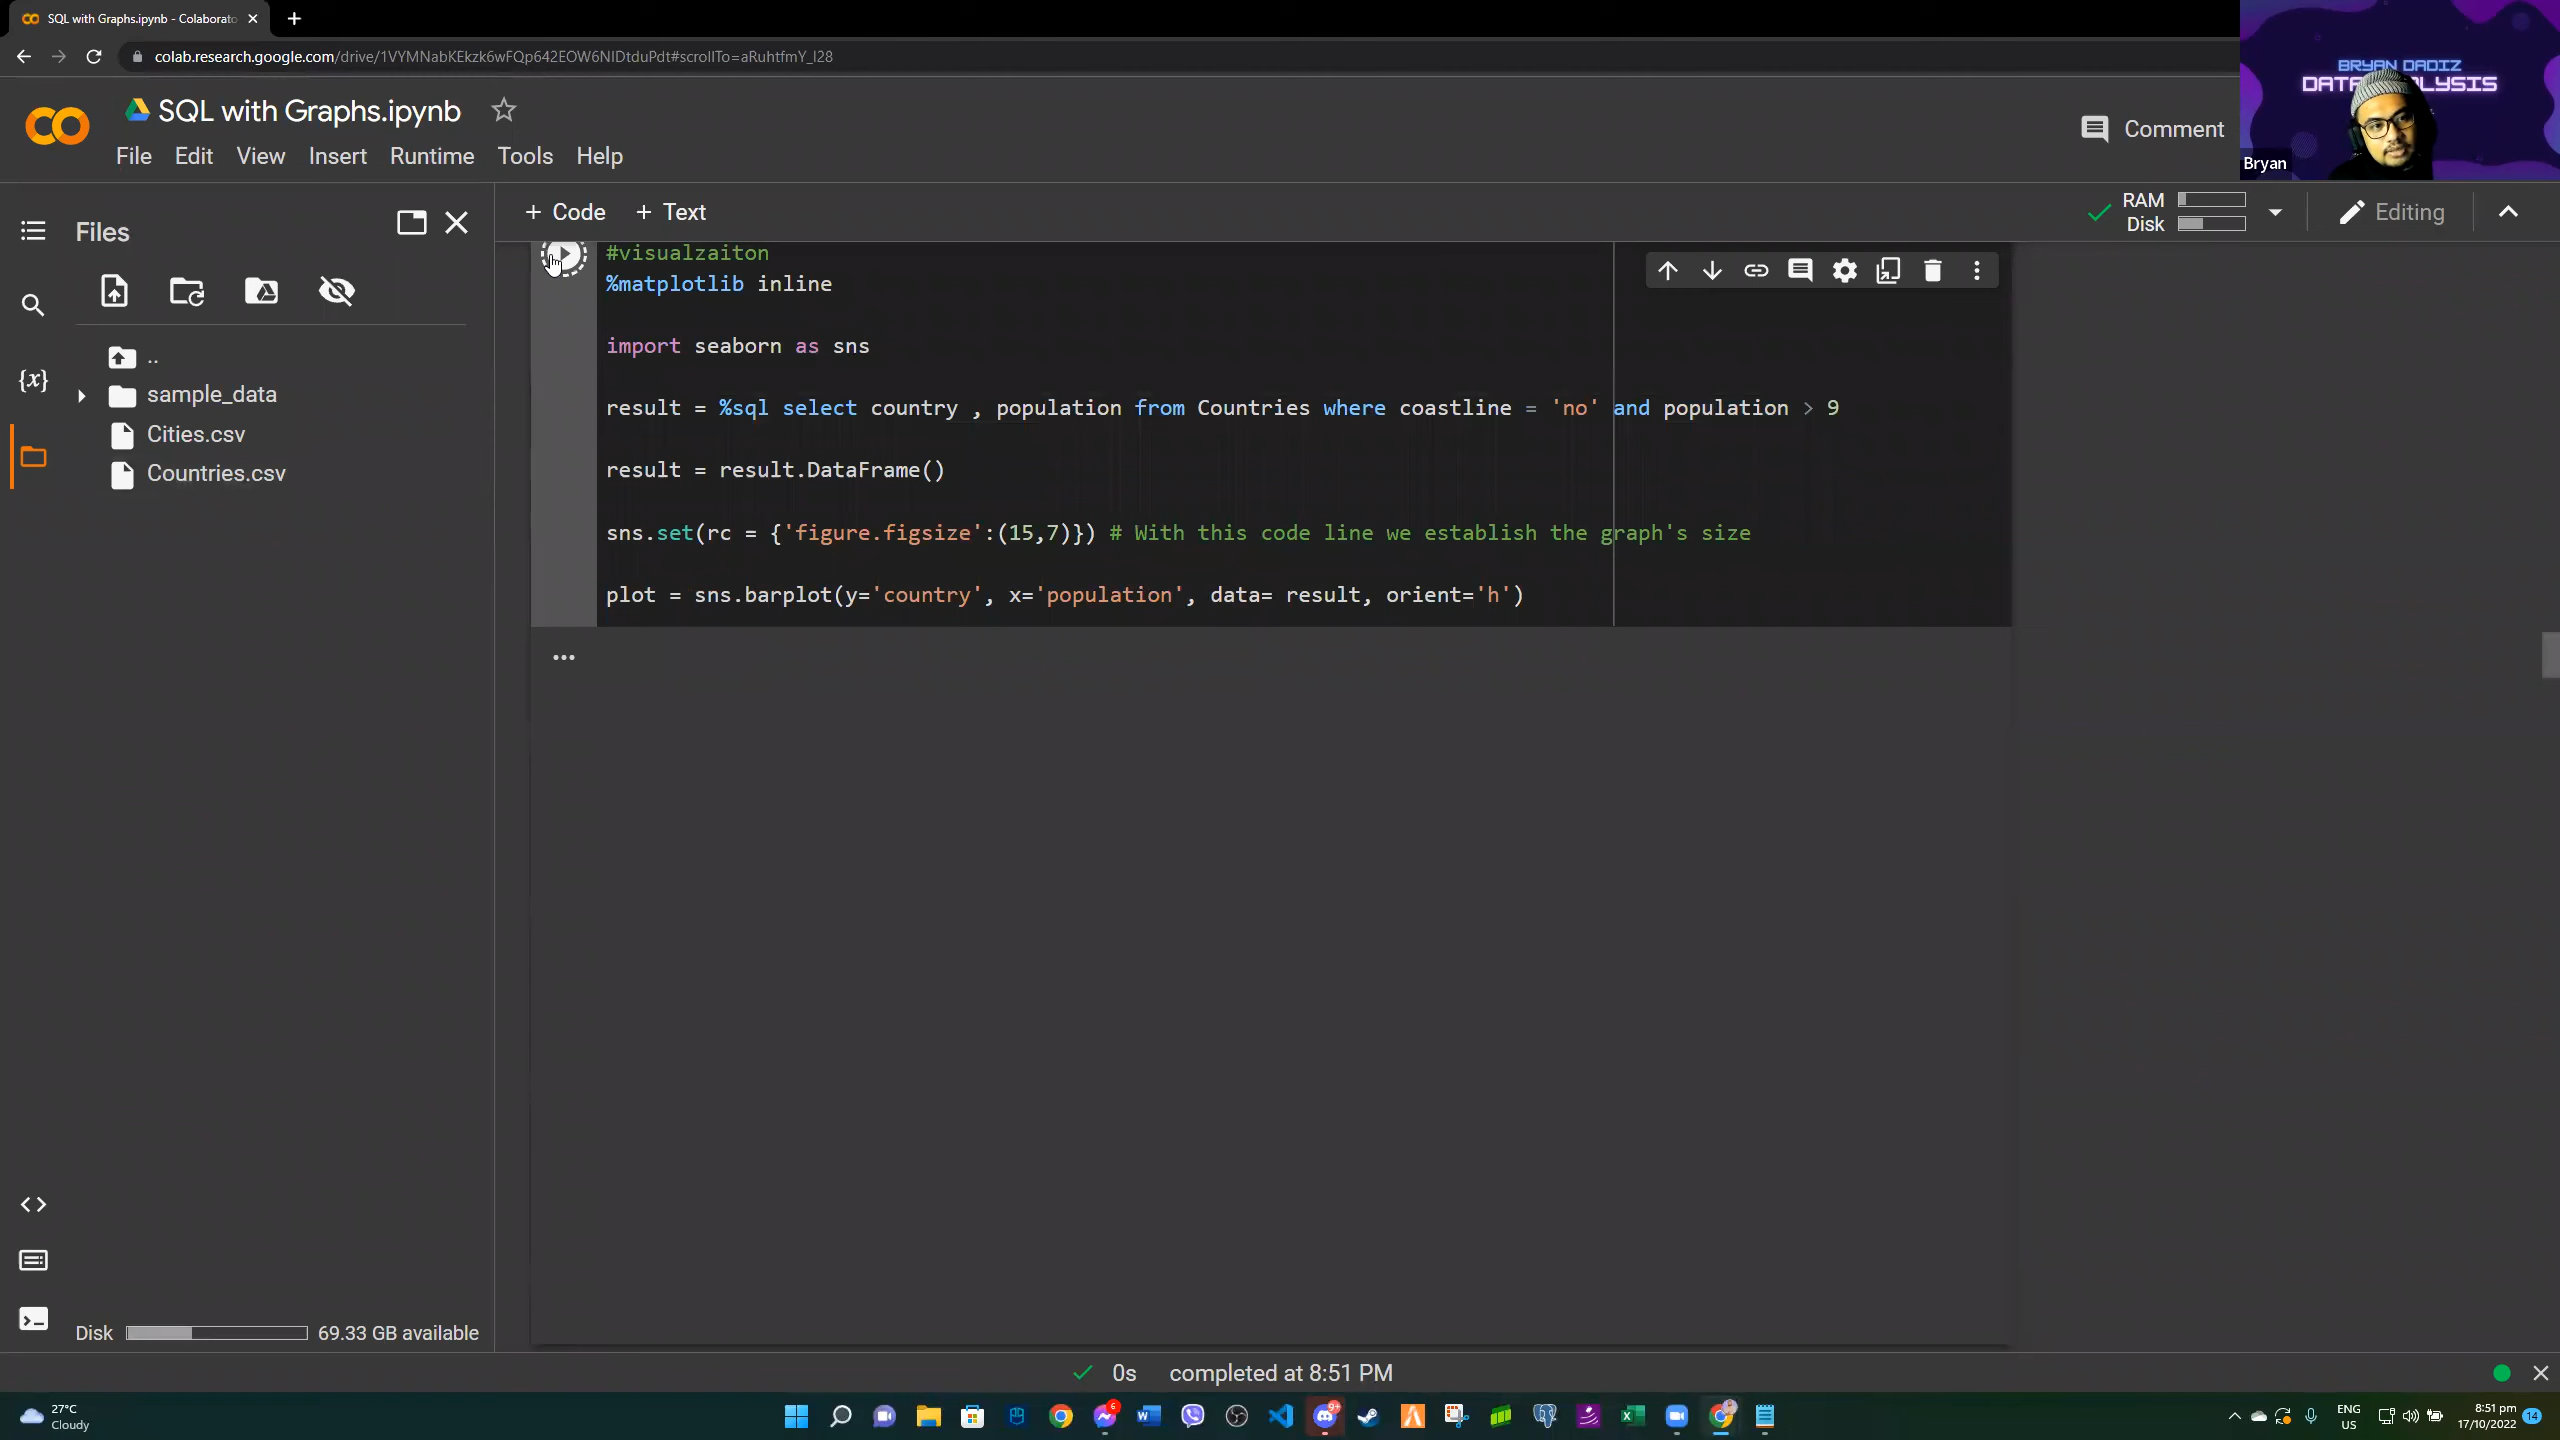 SQL with Graphs.ipynb - Colaborato
colab.research.google.com/drive/1VYMNabKEkzk6wFQp642EOW6NIDtduPdt#scrollTo=aRuhtfmY_I28
BRYAN DADIZ
Bryan
SQL with Graphs.ipynb
File Edit View Insert Runtime Tools Help
Comment
+ Code + Text
RAM
Disk
Editing
Files
..
sample_data
Cities.csv
Countries.csv
{x}
#visualzaiton
%matplotlib inline
import seaborn as sns
result = %sql select country , population from Countries where coastline = 'no' and population > 9
result = result.DataFrame()
sns.set(rc = {'figure.figsize':(15,7)}) # With this code line we establish the graph's size
plot = sns.barplot(y='country', x='population', data= result, orient='h')
Disk 69.33 GB available
0s completed at 8:51 PM
27°C
Cloudy
6
9+
ENG
US
8:51 pm
17/10/2022
14